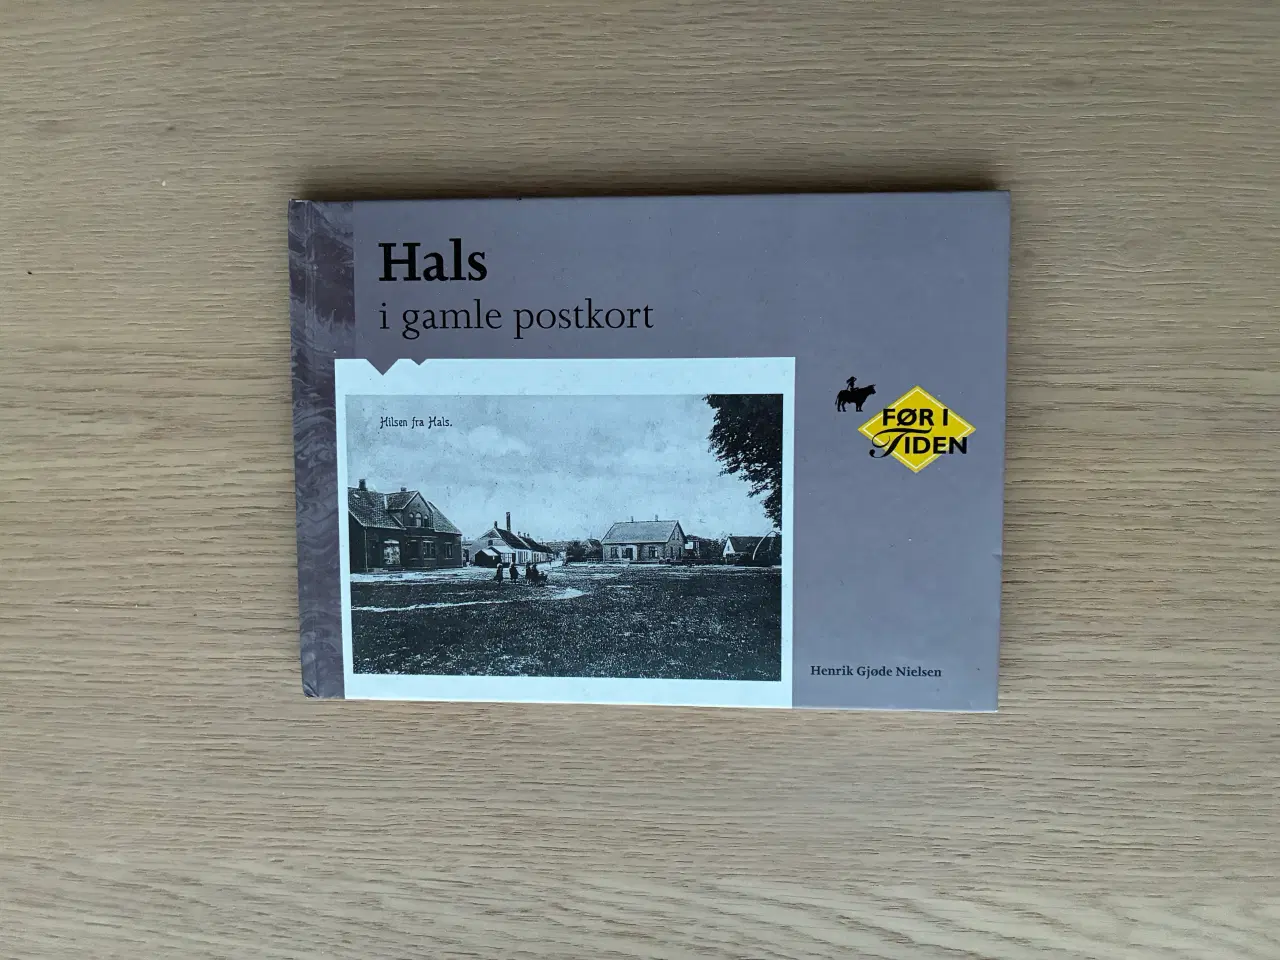 Hals
i gamle postkort
Hilsen fra Hals.
FØR I
TIDEN
Henrik Gjøde Nielsen